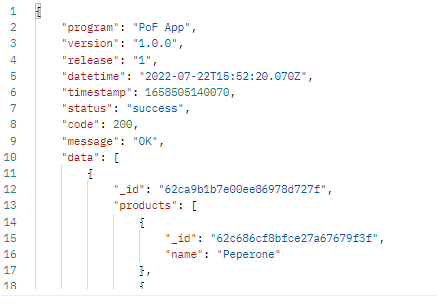 1 {
2 "program": "PoF App",
3 "version": "1.0.0",
4 "release": "1",
5 "datetime": "2022-07-22T15:52:20.070Z",
6 "timestamp": 1658505140070,
7 "status": "success",
8 "code": 200,
9 "message": "OK",
10 "data": [
11 {
12 "_id": "62ca9b1b7e00ee86978d727f",
13 "products": [
14 {
15 "_id": "62c686cf8bfce27a67679f3f",
16 "name": "Peperone"
17 },
18 {